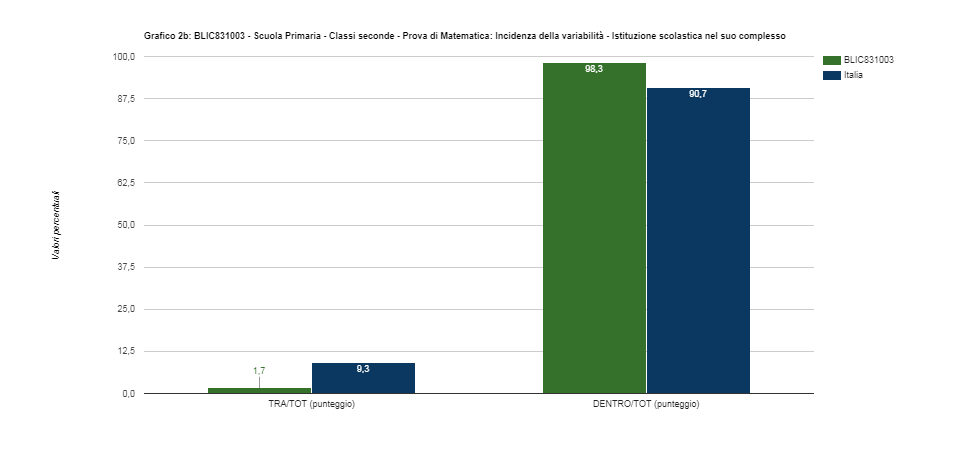 Grafico 2b: BLIC831003 - Scuola Primaria - Classi seconde - Prova di Matematica: Incidenza della variabilità - Istituzione scolastica nel suo complesso
BLIC831003
Italia
Valori percentuali
100,0
87,5
75,0
62,5
50,0
37,5
25,0
12,5
0,0
1,7
9,3
98,3
90,7
TRA/TOT (punteggio)
DENTRO/TOT (punteggio)